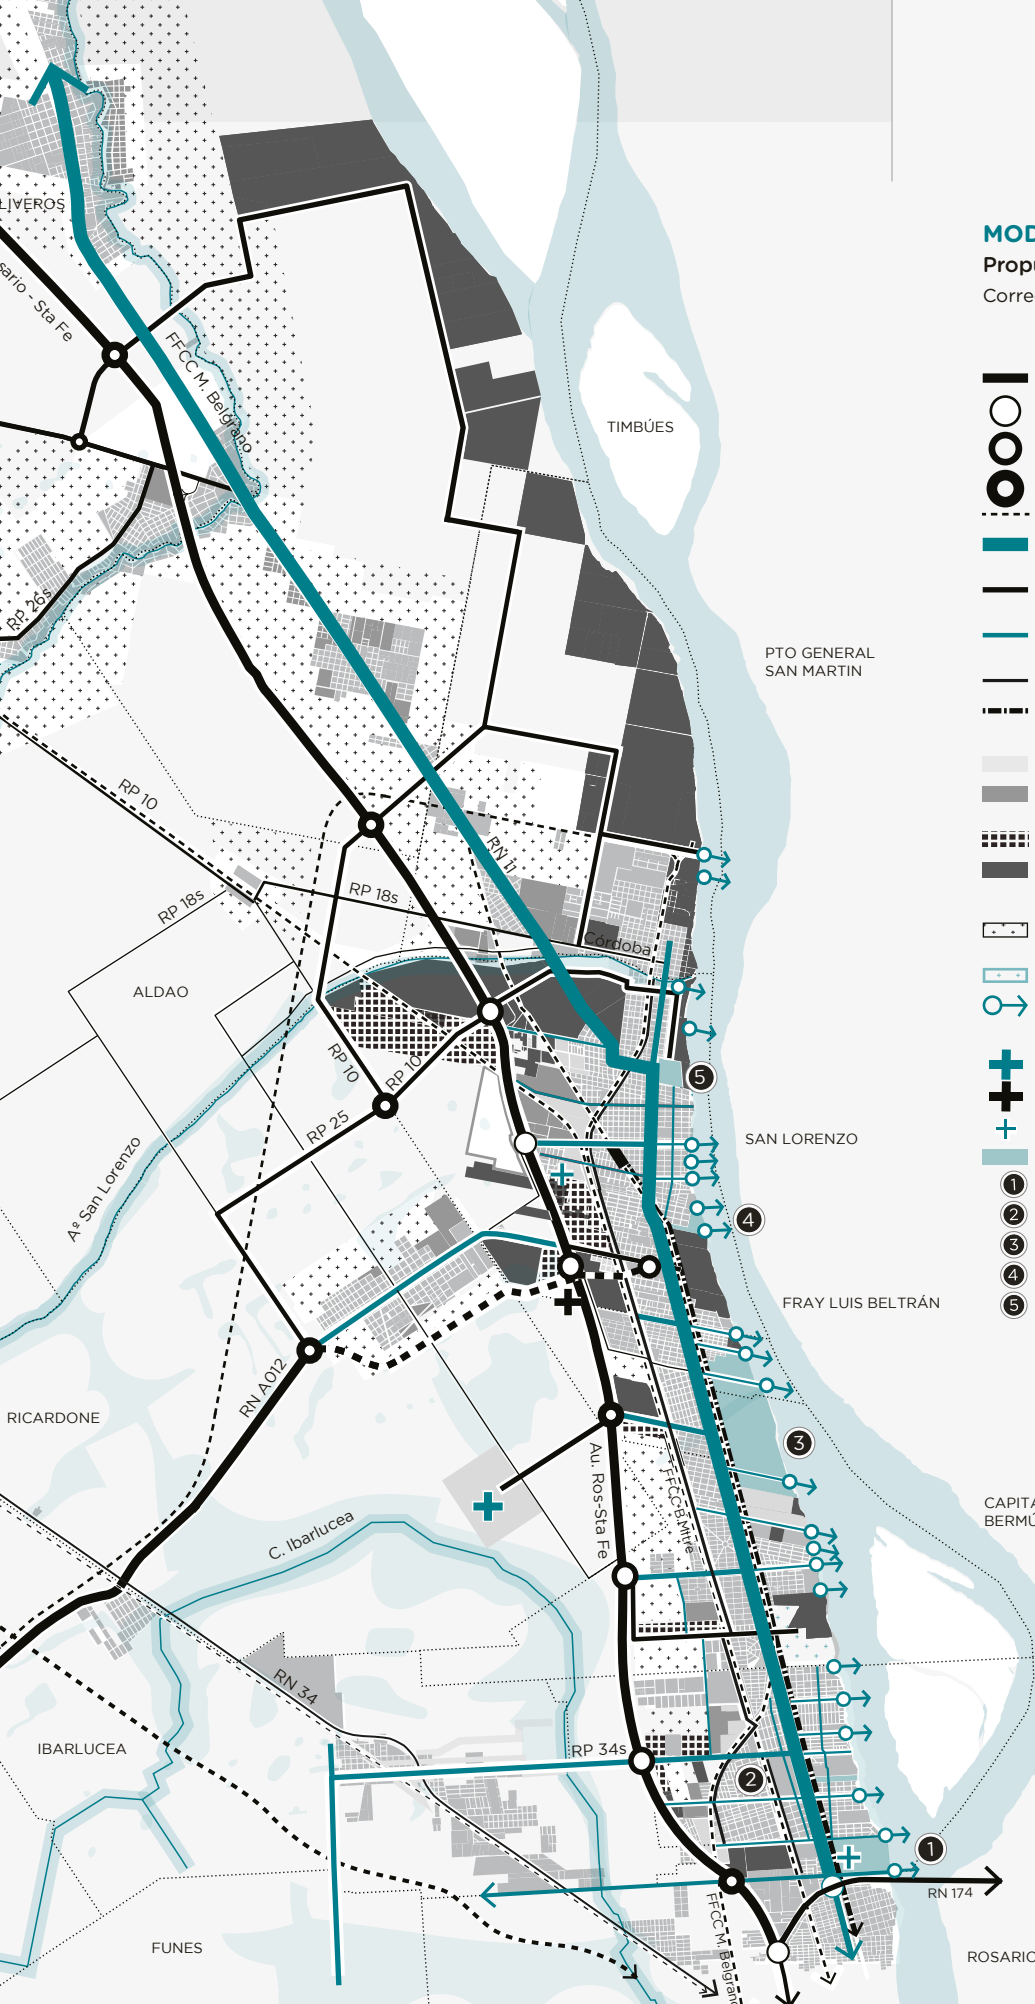 LIVEROS
sario - Sta Fe
FFCC M. Belgrano
MOD
Propu
Corre
TIMBÚES
RP 26s
PTO GENERAL
SAN MARTIN
RP 10
RN 11
RP 18s
RP 18s
Córdoba
ALDAO
RP 10
RP 10
5
RP 25
SAN LORENZO
Aº San Lorenzo
4
1
2
3
4
5
FRAY LUIS BELTRÁN
RN A012
RICARDONE
3
Au. Ros-Sta Fe
FFCC B.Mitre
CAPITA
BERMÚ
C. Ibarlucea
RN 34
IBARLUCEA
RP 34s
2
1
RN 174
FFCC M. Belgrano
FUNES
ROSARIO